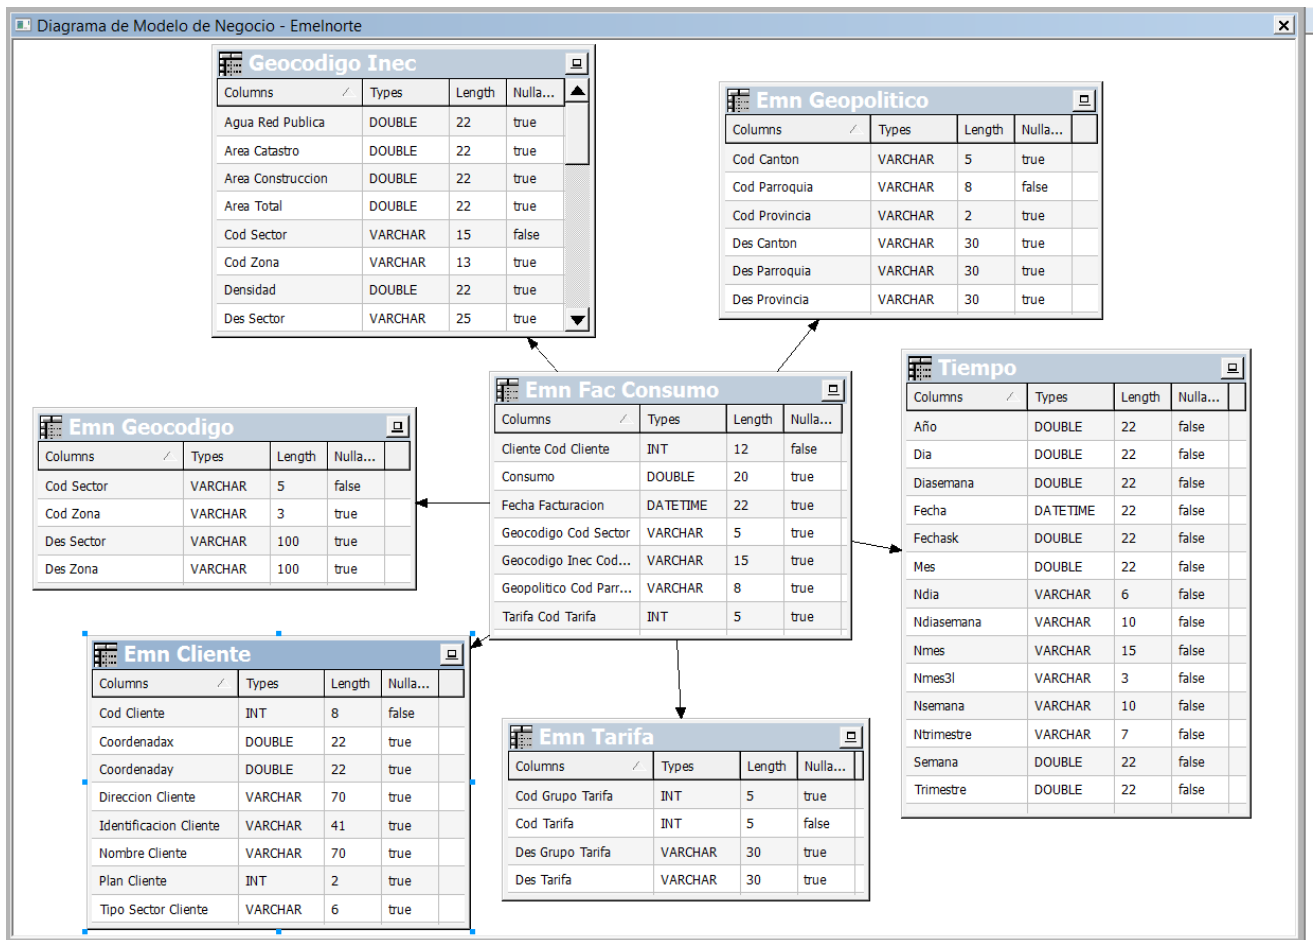 Diagrama de Modelo de Negocio - Emelnorte
Geocodigo Inec
Columns Types Length Nulla...
Agua Red Publica DOUBLE 22 true
Area Catastro DOUBLE 22 true
Area Construccion DOUBLE 22 true
Area Total DOUBLE 22 true
Cod Sector VARCHAR 15 false
Cod Zona VARCHAR 13 true
Densidad DOUBLE 22 true
Des Sector VARCHAR 25 true
Emn Geopolitico
Columns Types Length Nulla...
Cod Canton VARCHAR 5 true
Cod Parroquia VARCHAR 8 false
Cod Provincia VARCHAR 2 true
Des Canton VARCHAR 30 true
Des Parroquia VARCHAR 30 true
Des Provincia VARCHAR 30 true
Emn Geocodigo
Columns Types Length Nulla...
Cod Sector VARCHAR 5 false
Cod Zona VARCHAR 3 true
Des Sector VARCHAR 100 true
Des Zona VARCHAR 100 true
Emn Fac Consumo
Columns Types Length Nulla...
Cliente Cod Cliente INT 12 false
Consumo DOUBLE 20 true
Fecha Facturacion DATETIME 22 true
Geocodigo Cod Sector VARCHAR 5 true
Geocodigo Inec Cod... VARCHAR 15 true
Geopolitico Cod Parr... VARCHAR 8 true
Tarifa Cod Tarifa INT 5 true
Tiempo
Columns Types Length Nulla...
Año DOUBLE 22 false
Dia DOUBLE 22 false
Diasemana DOUBLE 22 false
Fecha DATETIME 22 false
Fechask DOUBLE 22 false
Mes DOUBLE 22 false
Ndia VARCHAR 6 false
Ndiasemana VARCHAR 10 false
Nmes VARCHAR 15 false
Nmes3l VARCHAR 3 false
Nsemana VARCHAR 10 false
Ntrimestre VARCHAR 7 false
Semana DOUBLE 22 false
Trimestre DOUBLE 22 false
Emn Cliente
Columns Types Length Nulla...
Cod Cliente INT 8 false
Coordenadax DOUBLE 22 true
Coordenaday DOUBLE 22 true
Direccion Cliente VARCHAR 70 true
Identificacion Cliente VARCHAR 41 true
Nombre Cliente VARCHAR 70 true
Plan Cliente INT 2 true
Tipo Sector Cliente VARCHAR 6 true
Emn Tarifa
Columns Types Length Nulla...
Cod Grupo Tarifa INT 5 true
Cod Tarifa INT 5 false
Des Grupo Tarifa VARCHAR 30 true
Des Tarifa VARCHAR 30 true